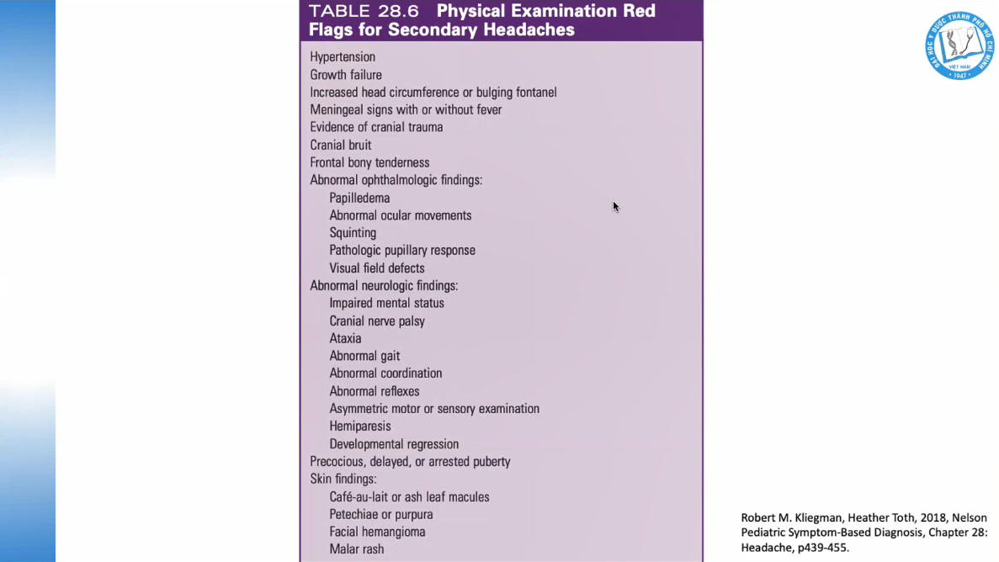 TABLE 28.6 Physical Examination Red
Flags for Secondary Headaches
Hypertension
Growth failure
Increased head circumference or bulging fontanel
Meningeal signs with or without fever
Evidence of cranial trauma
Cranial bruit
Frontal bony tenderness
Abnormal ophthalmologic findings:
Papilledema
Abnormal ocular movements
Squinting
Pathologic pupillary response
Visual field defects
Abnormal neurologic findings:
Impaired mental status
Cranial nerve palsy
Ataxia
Abnormal gait
Abnormal coordination
Abnormal reflexes
Asymmetric motor or sensory examination
Hemiparesis
Developmental regression
Precocious, delayed, or arrested puberty
Skin findings:
Café-au-lait or ash leaf macules
Petechiae or purpura
Facial hemangioma
Malar rash
ĐẠI HỌC Y DƯỢC THÀNH PHỐ HỒ CHÍ MINH
VIỆT NAM
1947
Robert M. Kliegman, Heather Toth, 2018, Nelson
Pediatric Symptom-Based Diagnosis, Chapter 28:
Headache, p439-455.